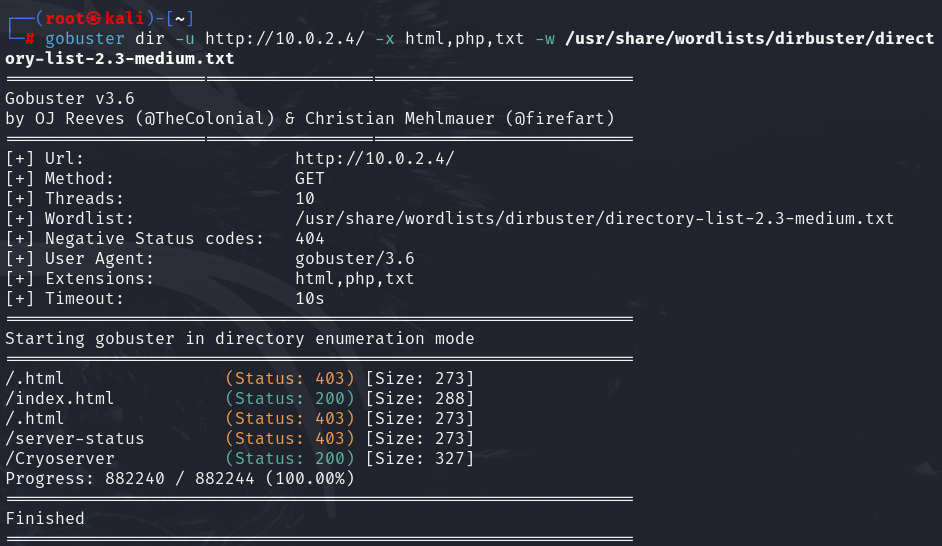 ┌──(root㉿kali)-[~]
└─# gobuster dir -u http://10.0.2.4/ -x html,php,txt -w /usr/share/wordlists/dirbuster/direct
ory-list-2.3-medium.txt
===============================================================
Gobuster v3.6
by OJ Reeves (@TheColonial) & Christian Mehlmauer (@firefart)
===============================================================
[+] Url:                     http://10.0.2.4/
[+] Method:                  GET
[+] Threads:                 10
[+] Wordlist:                /usr/share/wordlists/dirbuster/directory-list-2.3-medium.txt
[+] Negative Status codes:   404
[+] User Agent:              gobuster/3.6
[+] Extensions:              html,php,txt
[+] Timeout:                 10s
===============================================================
Starting gobuster in directory enumeration mode
===============================================================
/.html                (Status: 403) [Size: 273]
/index.html           (Status: 200) [Size: 288]
/.html                (Status: 403) [Size: 273]
/server-status        (Status: 403) [Size: 273]
/Cryoserver           (Status: 200) [Size: 327]
Progress: 882240 / 882244 (100.00%)
===============================================================
Finished
===============================================================